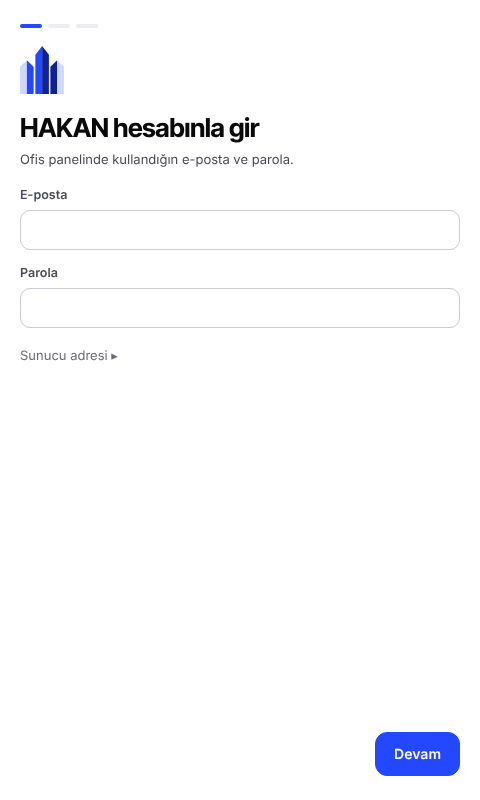 HAKAN hesabınla gir
Ofis panelinde kullandığın e-posta ve parola.
E-posta
Parola
Sunucu adresi ▸
Devam